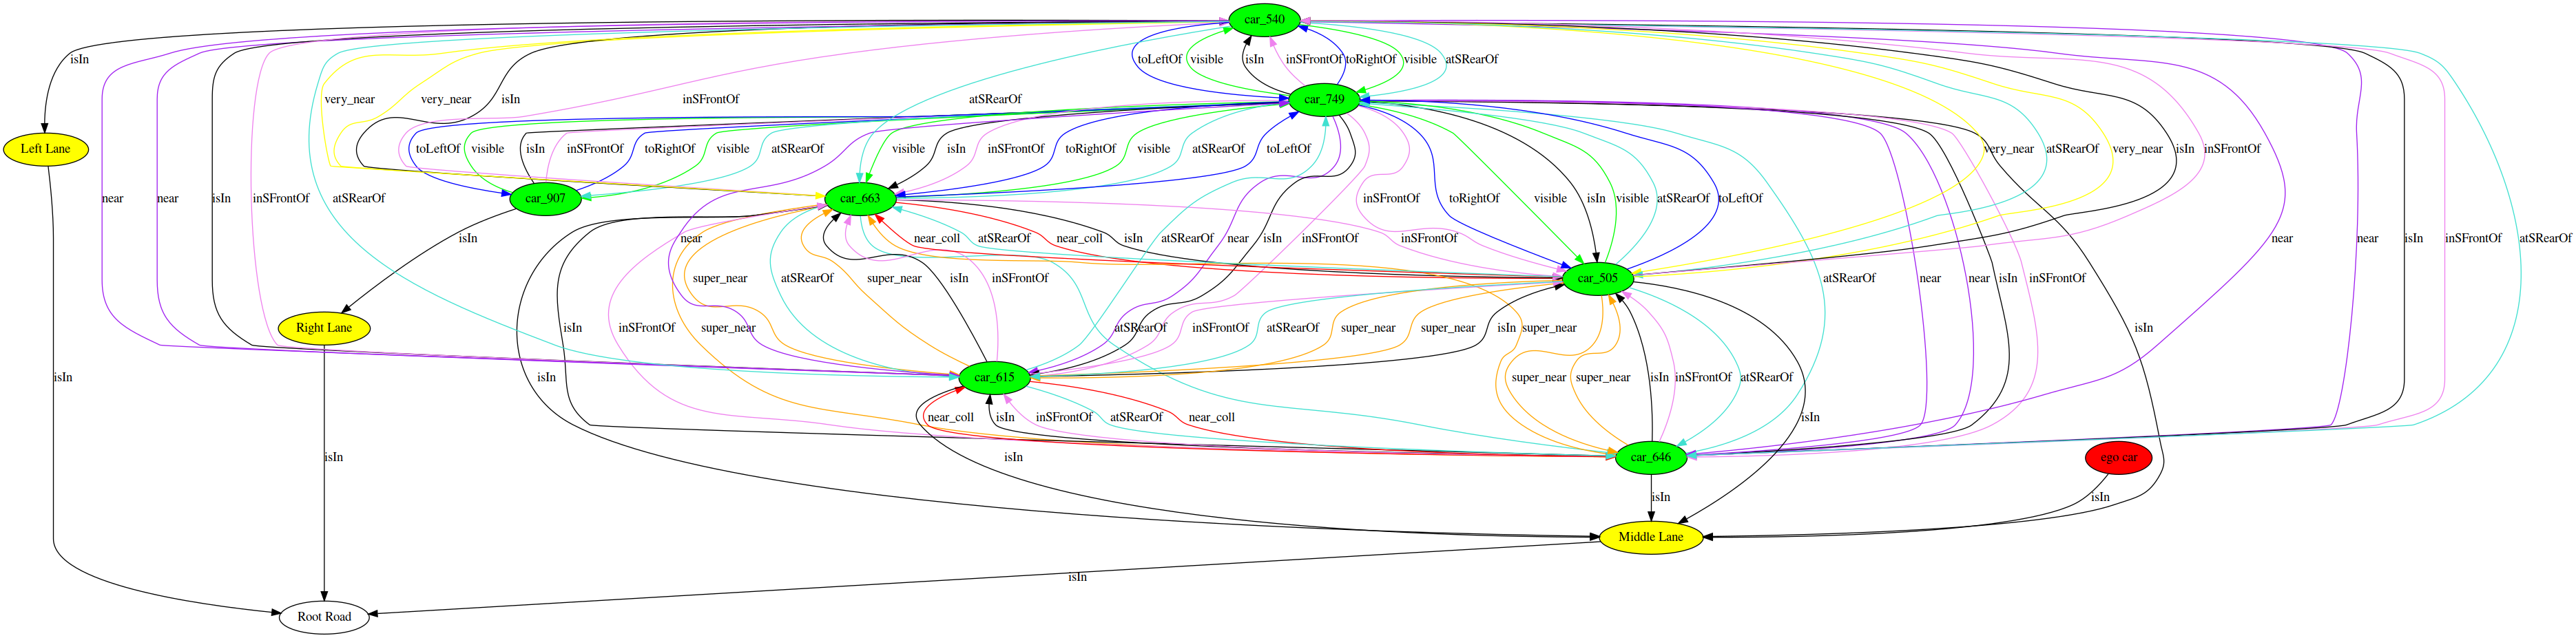 car_540
isIn
toLeftOf
visible
isIn
inSFrontOf
toRightOf
visible
atSRearOf
very_near
very_near
isIn
inSFrontOf
atSRearOf
car_749
Left Lane
toLeftOf
visible
isIn
inSFrontOf
toRightOf
visible
atSRearOf
visible
isIn
inSFrontOf
toRightOf
visible
atSRearOf
toLeftOf
very_near
atSRearOf
very_near
isIn
inSFrontOf
near
near
isIn
inSFrontOf
atSRearOf
car_907
car_663
inSFrontOf
toRightOf
visible
isIn
visible
atSRearOf
toLeftOf
isIn
near
near_coll
atSRearOf
near_coll
isIn
atSRearOf
near
isIn
inSFrontOf
inSFrontOf
near
near
isIn
inSFrontOf
atSRearOf
super_near
atSRearOf
super_near
isIn
inSFrontOf
car_505
atSRearOf
near
near
isIn
inSFrontOf
Right Lane
isIn
inSFrontOf
super_near
atSRearOf
inSFrontOf
atSRearOf
super_near
super_near
isIn
super_near
isIn
isIn
isIn
car_615
super_near
super_near
isIn
inSFrontOf
atSRearOf
near_coll
isIn
inSFrontOf
atSRearOf
near_coll
isIn
isIn
isIn
car_646
ego car
isIn
isIn
Middle Lane
isIn
Root Road